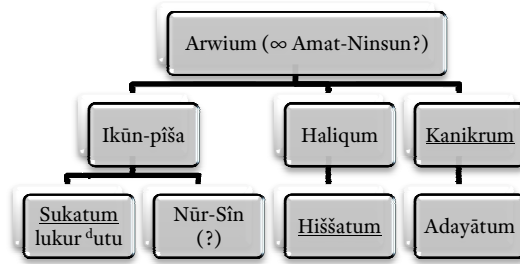 Arwium (∞ Amat-Ninsun?)
Ikūn-pîša
Haliqum
Kanikrum
Sukatum
lukur ᵈutu
Nūr-Sîn
(?)
Hiššatum
Adayātum